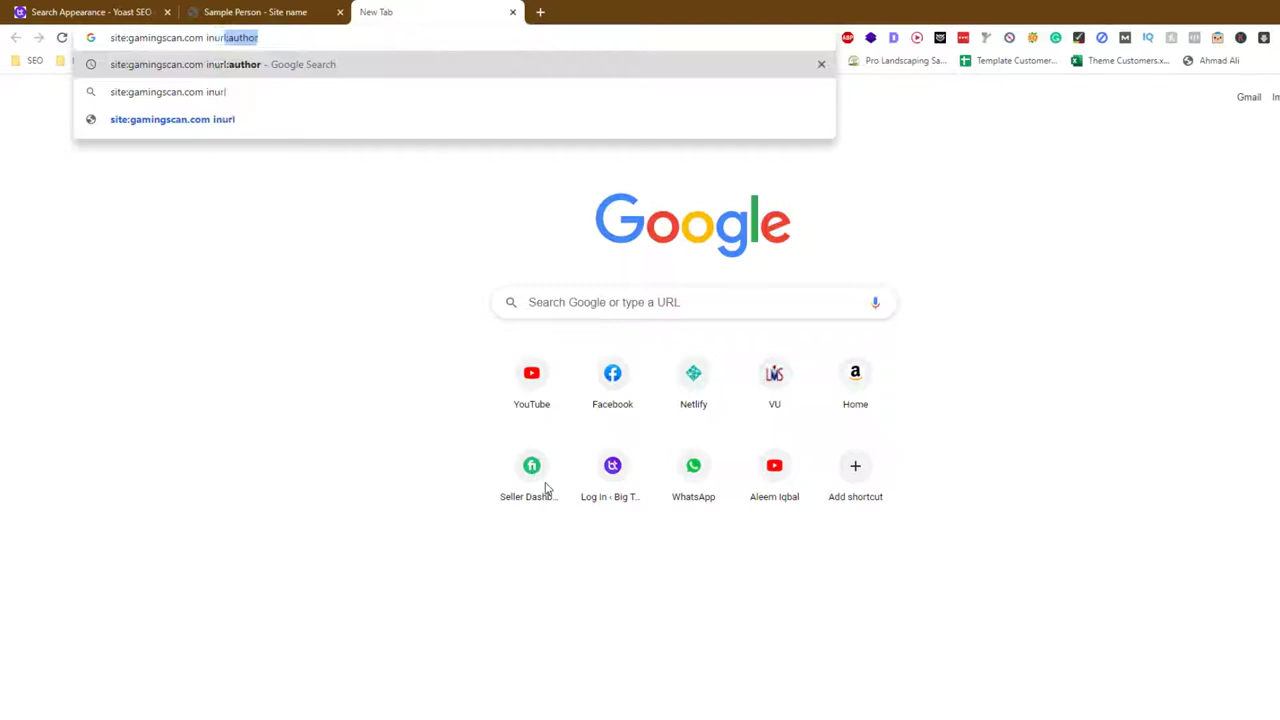 Search Appearance - Yoast SEO
Sample Person - Site name
New Tab
site:gamingscan.com inurl:author
SEO
Pro Landscaping Sa...
Template Customer...
Theme Customers.x...
Ahmad Ali
site:gamingscan.com inurl:author - Google Search
site:gamingscan.com inurl
site:gamingscan.com inurl
Gmail
Google
Search Google or type a URL
YouTube
Facebook
Netlify
VU
Home
Seller Dashb...
Log In ‹ Big T...
WhatsApp
Aleem Iqbal
Add shortcut